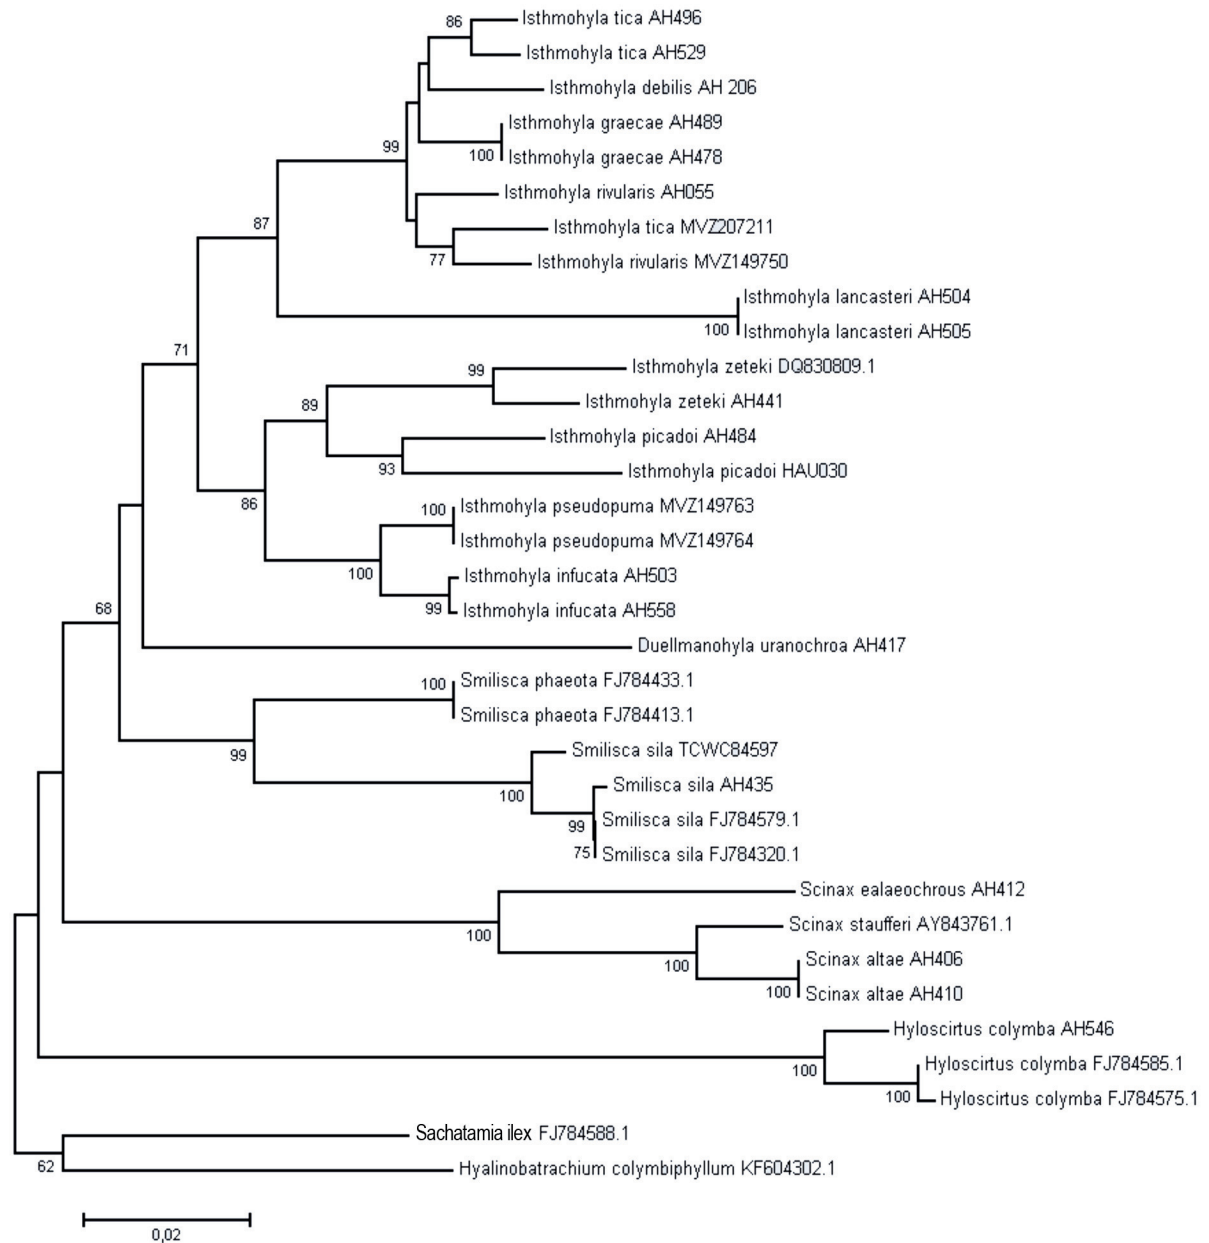 86
Isthmohyla tica AH496
Isthmohyla tica AH529
Isthmohyla debilis AH 206
Isthmohyla graecae AH489
99
100
Isthmohyla graecae AH478
Isthmohyla rivularis AH055
87
Isthmohyla tica MVZ207211
77
Isthmohyla rivularis MVZ149750
Isthmohyla lancasteri AH504
100
Isthmohyla lancasteri AH505
71
99
Isthmohyla zeteki DQ830809.1
89
Isthmohyla zeteki AH441
Isthmohyla picadoi AH484
93
Isthmohyla picadoi HAU030
86
100
Isthmohyla pseudopuma MVZ149763
Isthmohyla pseudopuma MVZ149764
100
Isthmohyla infucata AH503
68
99
Isthmohyla infucata AH558
Duellmanohyla uranochroa AH417
100
Smilisca phaeota FJ784433.1
Smilisca phaeota FJ784413.1
99
Smilisca sila TCWC84597
100
Smilisca sila AH435
99
Smilisca sila FJ784579.1
75
Smilisca sila FJ784320.1
Scinax ealaeochrous AH412
100
Scinax staufferi AY843761.1
100
Scinax altae AH406
100
Scinax altae AH410
Hyloscirtus colymba AH546
100
Hyloscirtus colymba FJ784585.1
100
Hyloscirtus colymba FJ784575.1
Sachatamia ilex FJ784588.1
62
Hyalinobatrachium colymbiphyllum KF604302.1
0,02